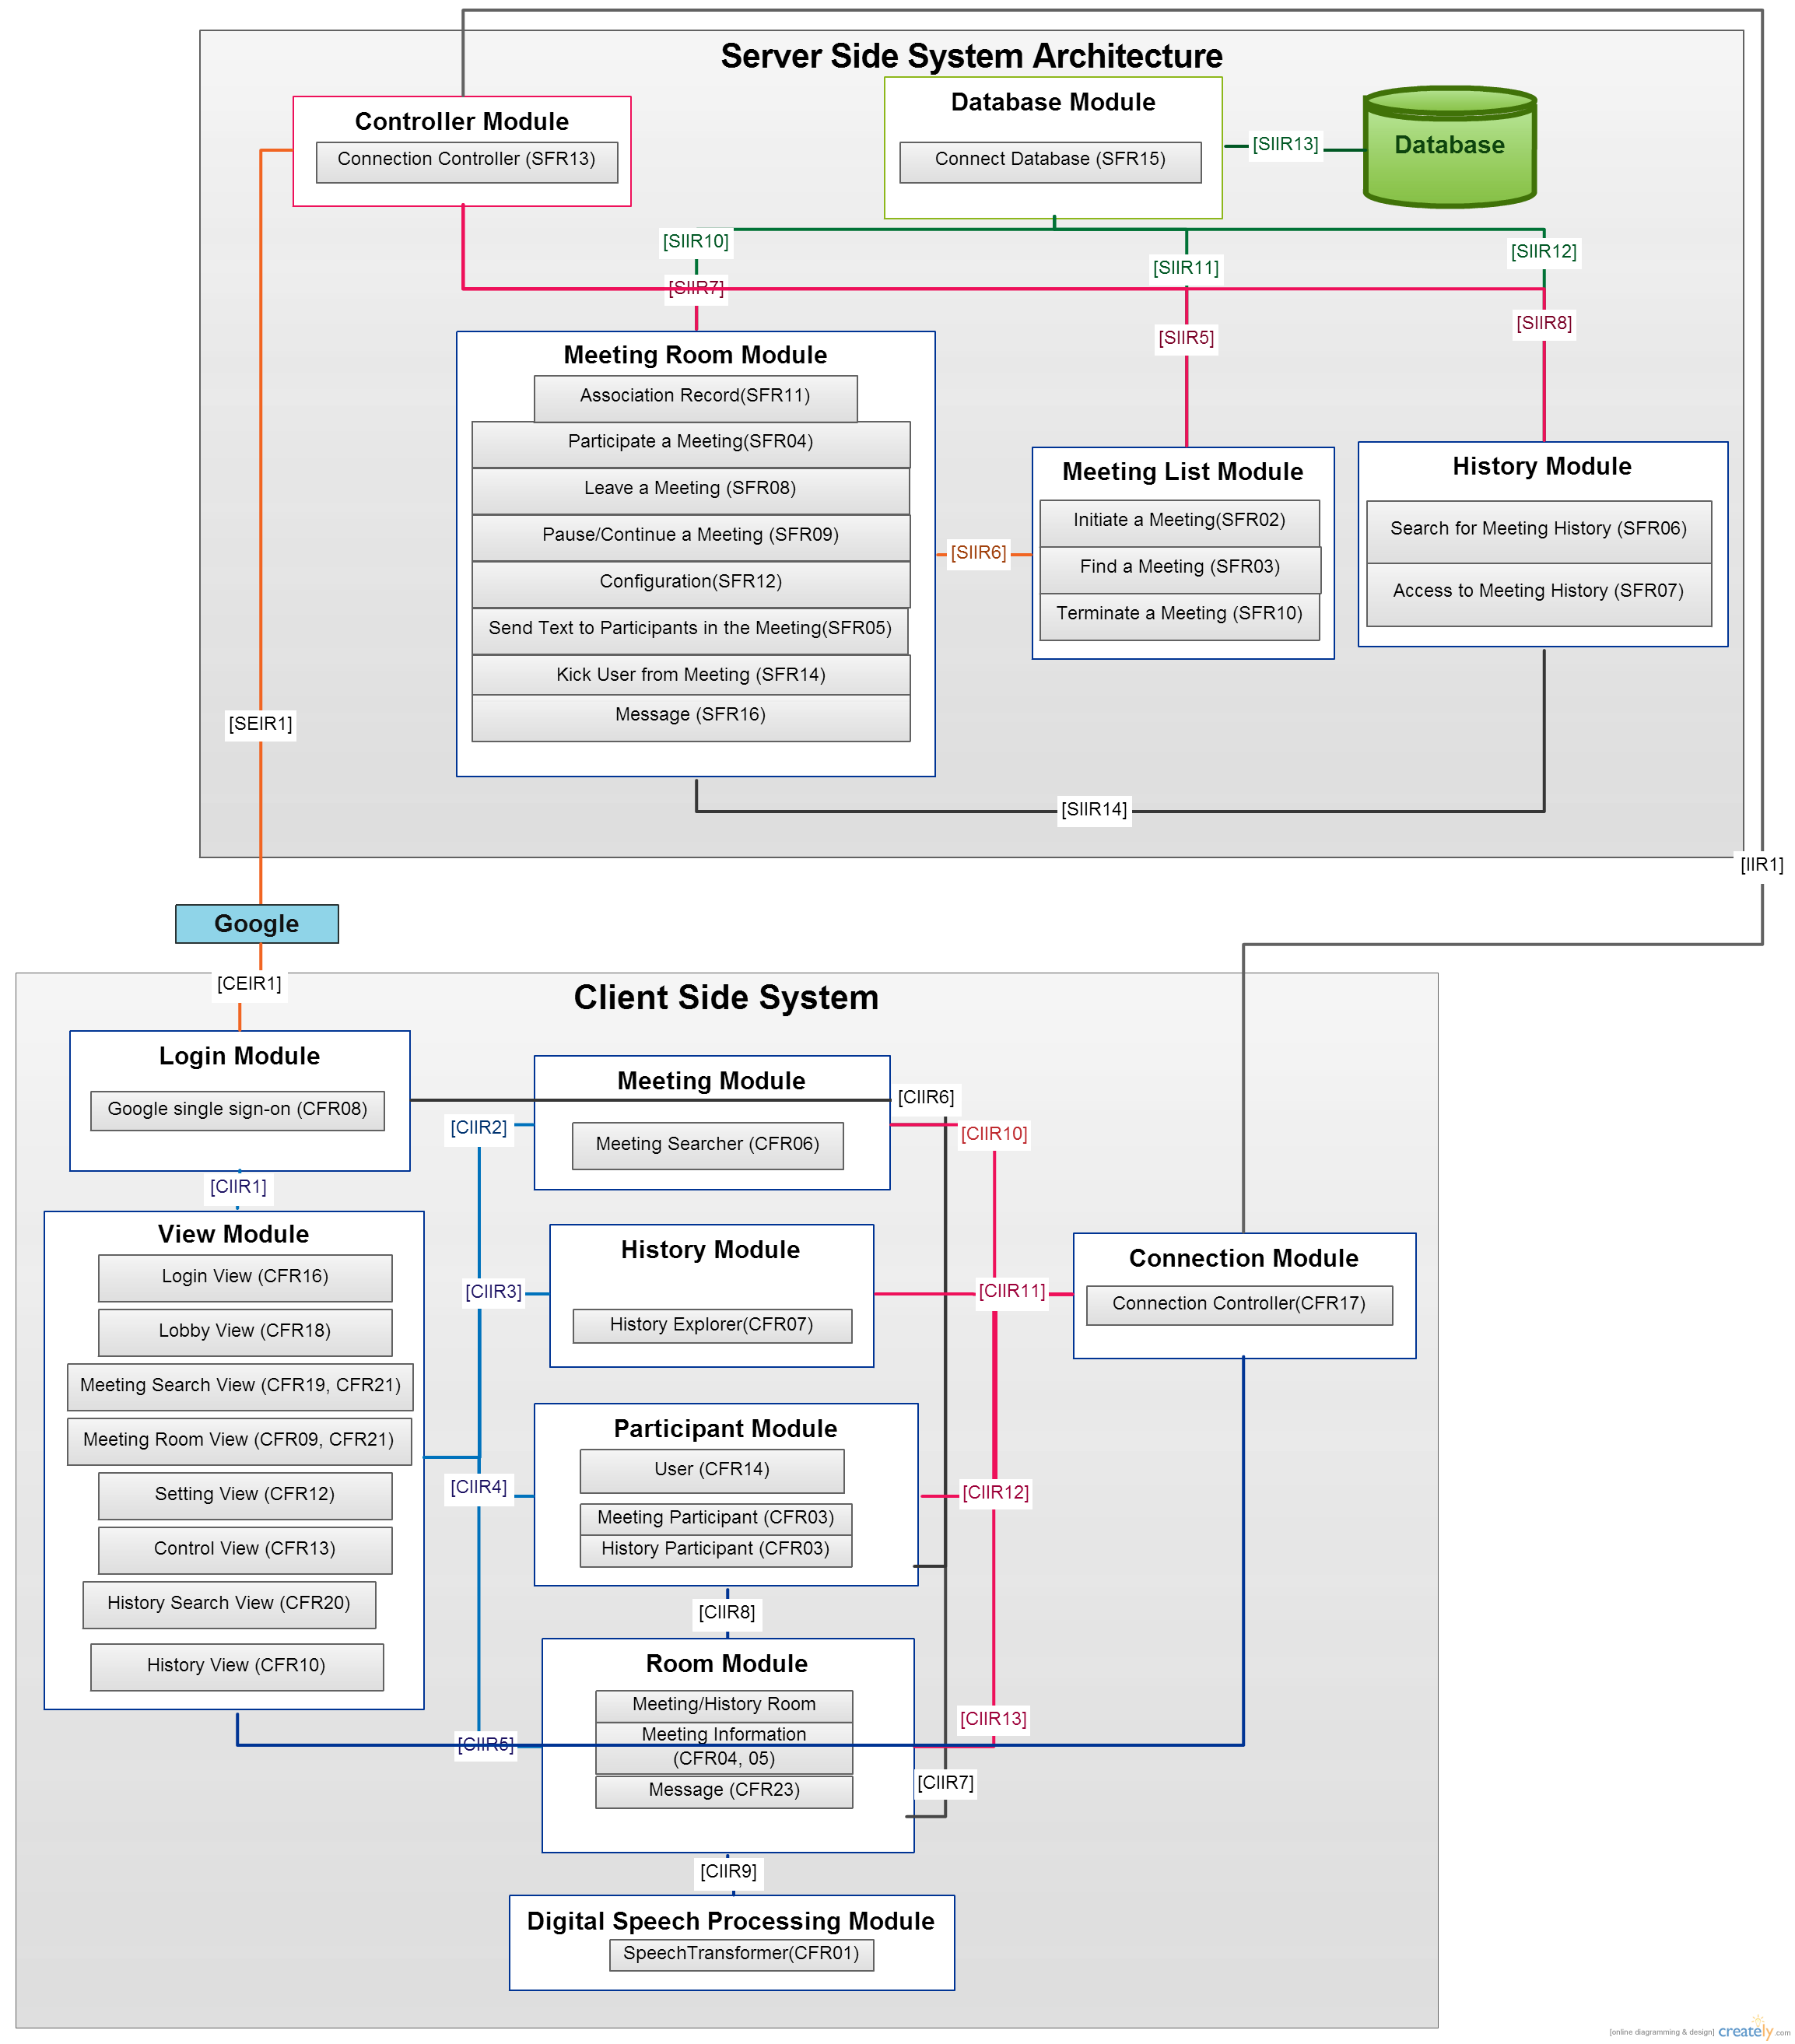 Server Side System Architecture
Controller Module
Connection Controller (SFR13)
Database Module
Connect Database (SFR15)
[SIIR13]
Database
[SIIR10]
[SIIR11]
[SIIR12]
[SIIR7]
[SIIR5]
[SIIR8]
Meeting Room Module
Association Record(SFR11)
Participate a Meeting(SFR04)
Leave a Meeting (SFR08)
Pause/Continue a Meeting (SFR09)
Configuration(SFR12)
Send Text to Participants in the Meeting(SFR05)
Kick User from Meeting (SFR14)
Message (SFR16)
[SIIR6]
Meeting List Module
Initiate a Meeting(SFR02)
Find a Meeting (SFR03)
Terminate a Meeting (SFR10)
History Module
Search for Meeting History (SFR06)
Access to Meeting History (SFR07)
[SEIR1]
[SIIR14]
[IIR1]
Google
[CEIR1]
Client Side System
Login Module
Google single sign-on (CFR08)
[CIIR1]
View Module
Login View (CFR16)
Lobby View (CFR18)
Meeting Search View (CFR19, CFR21)
Meeting Room View (CFR09, CFR21)
Setting View (CFR12)
Control View (CFR13)
History Search View (CFR20)
History View (CFR10)
[CIIR2]
[CIIR3]
[CIIR4]
[CIIR5]
Meeting Module
Meeting Searcher (CFR06)
[CIIR6]
[CIIR10]
History Module
History Explorer(CFR07)
[CIIR11]
Connection Module
Connection Controller(CFR17)
Participant Module
User (CFR14)
Meeting Participant (CFR03)
History Participant (CFR03)
[CIIR12]
[CIIR8]
Room Module
Meeting/History Room
Meeting Information
(CFR04, 05)
Message (CFR23)
[CIIR13]
[CIIR7]
[CIIR9]
Digital Speech Processing Module
SpeechTransformer(CFR01)
[online diagramming & design] creately.com